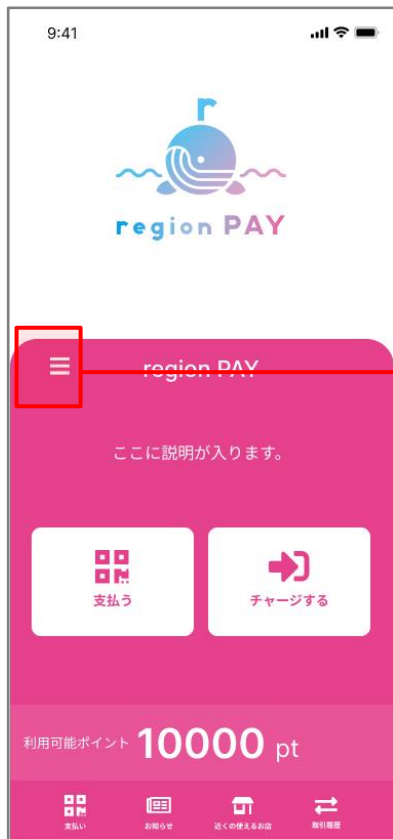 9:41
r
region PAY
region PAY
ここに説明が入ります。
支払う
チャージする
利用可能ポイント 10000 pt
支払い
お知らせ
近くの使えるお店
取引履歴